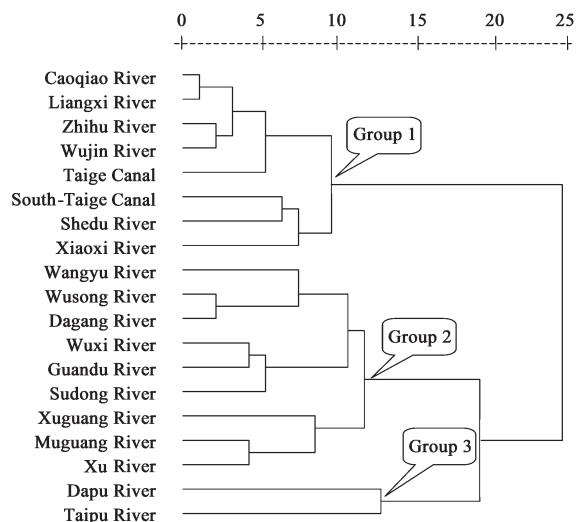 0 5 10 15 20 25
Caoqiao River
Liangxi River
Zhihu River
Group 1
Wujin River
Taige Canal
South-Taige Canal
Shedu River
Xiaoxi River
Wangyu River
Wusong River
Dagang River
Wuxi River
Group 2
Guandu River
Sudong River
Xuguang River
Muguang River
Group 3
Xu River
Dapu River
Taipu River